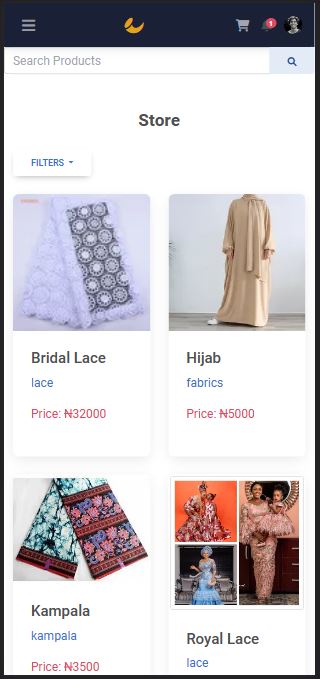 1
Search Products
Store
FILTERS
Bridal Lace
lace
Price: ₦32000
Hijab
fabrics
Price: ₦5000
Kampala
kampala
Price: ₦3500
Royal Lace
lace